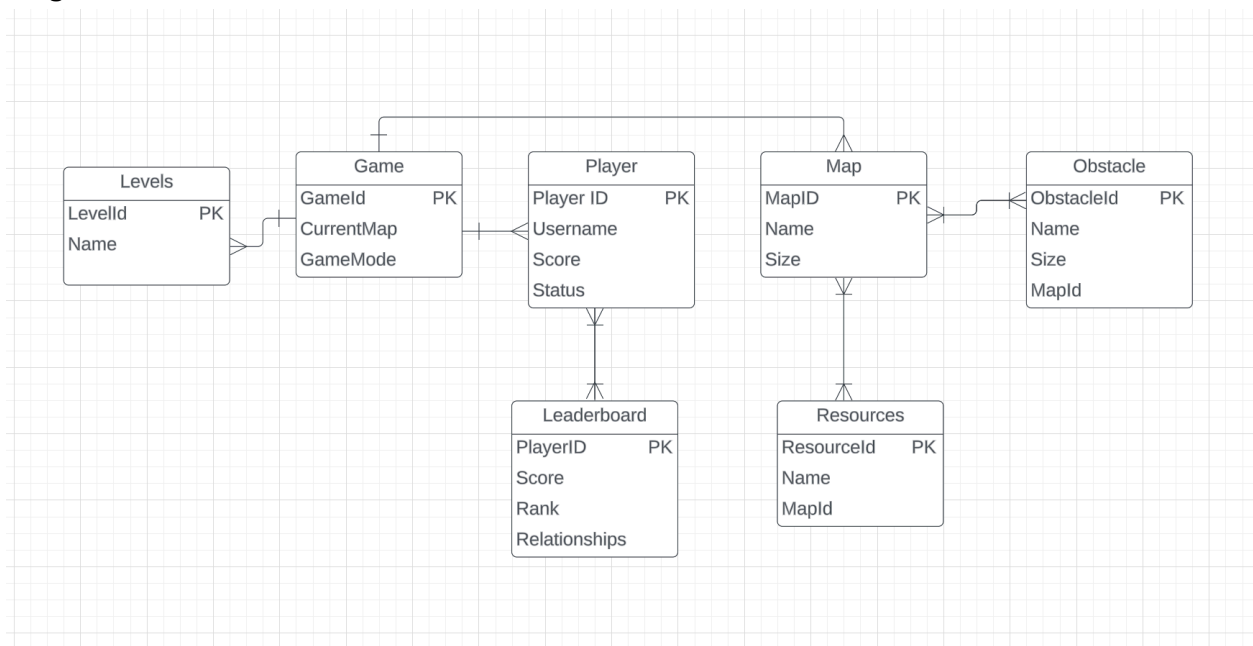 Levels
LevelId PK
Name
Game
GameId PK
CurrentMap
GameMode
Player
Player ID PK
Username
Score
Status
Map
MapID PK
Name
Size
Obstacle
ObstacleId PK
Name
Size
MapId
Leaderboard
PlayerID PK
Score
Rank
Relationships
Resources
ResourceId PK
Name
MapId